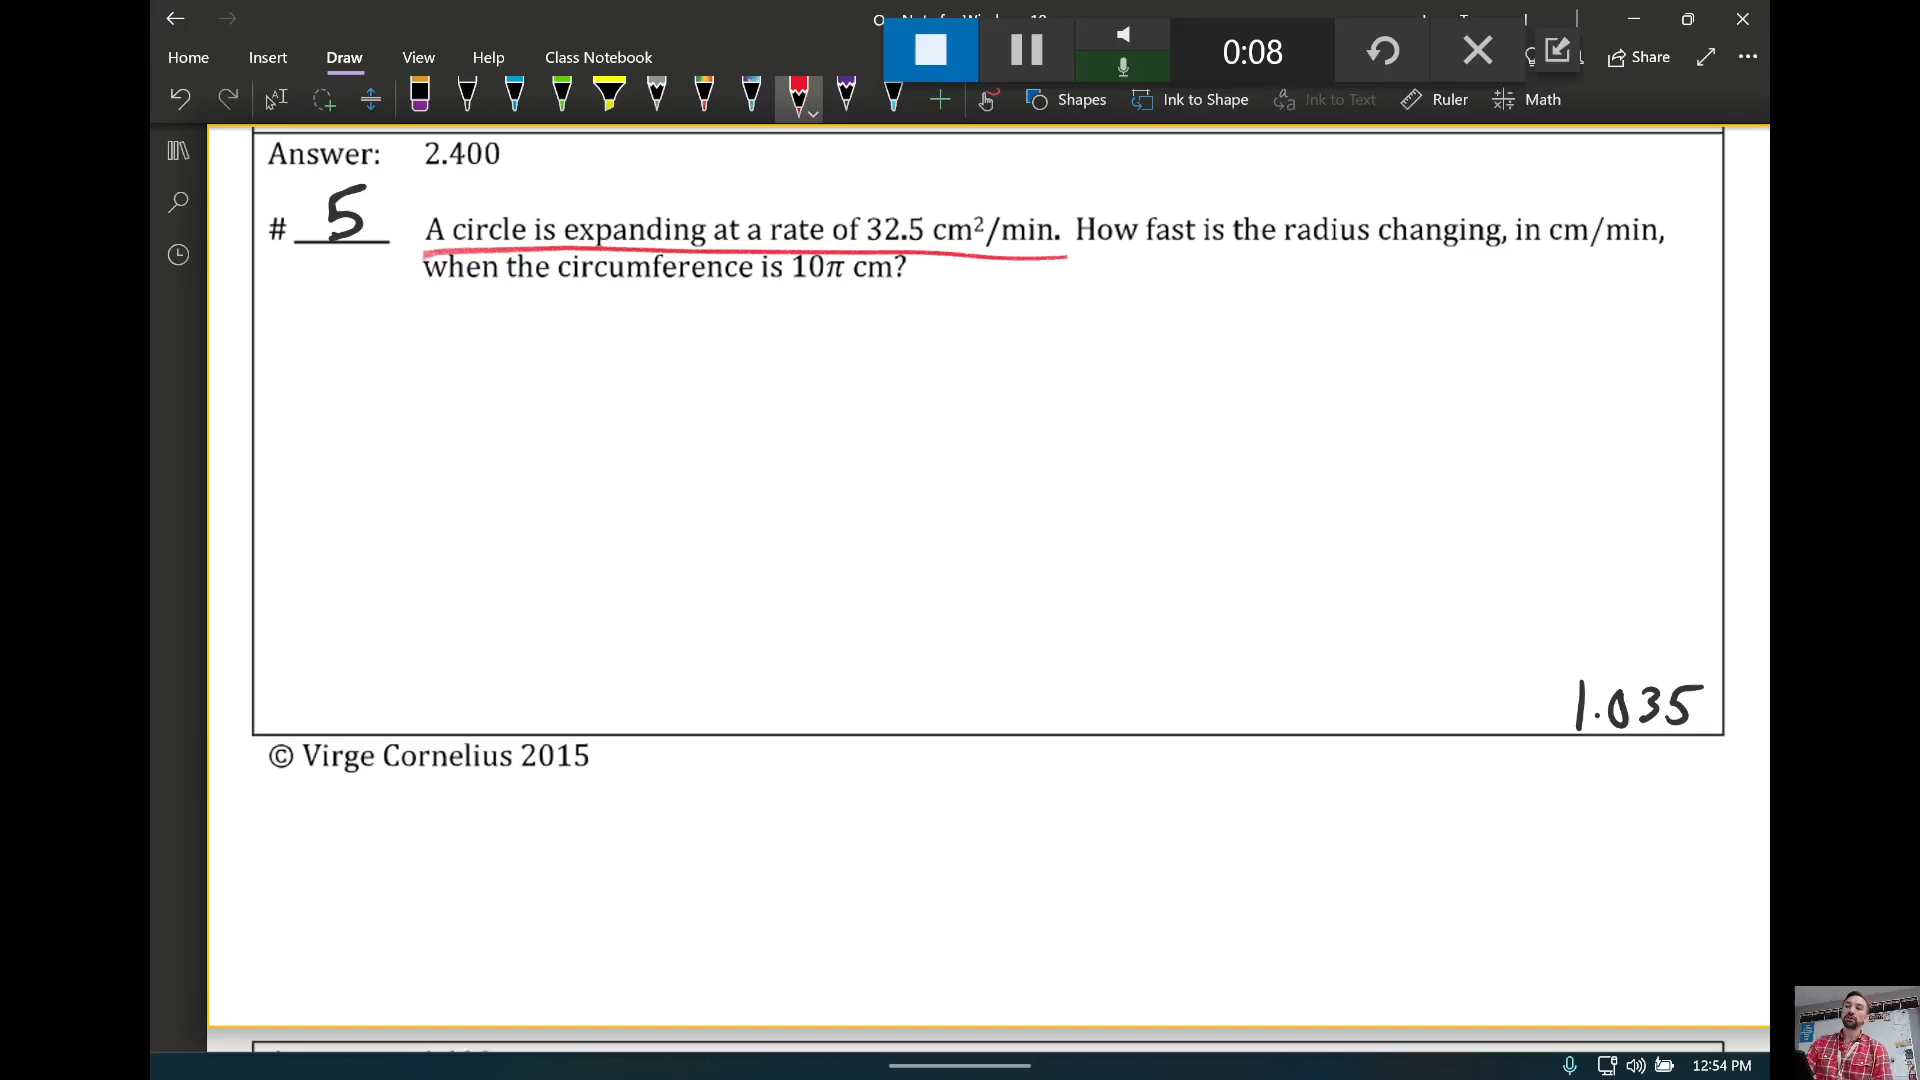 0:08
Home Insert Draw View Help Class Notebook Share
Shapes Ink to Shape Ink to Text Ruler Math
Answer: 2.400
# 5 A circle is expanding at a rate of 32.5 cm²/min. How fast is the radius changing, in cm/min,
when the circumference is 10π cm?
1.035
© Virge Cornelius 2015
12:54 PM